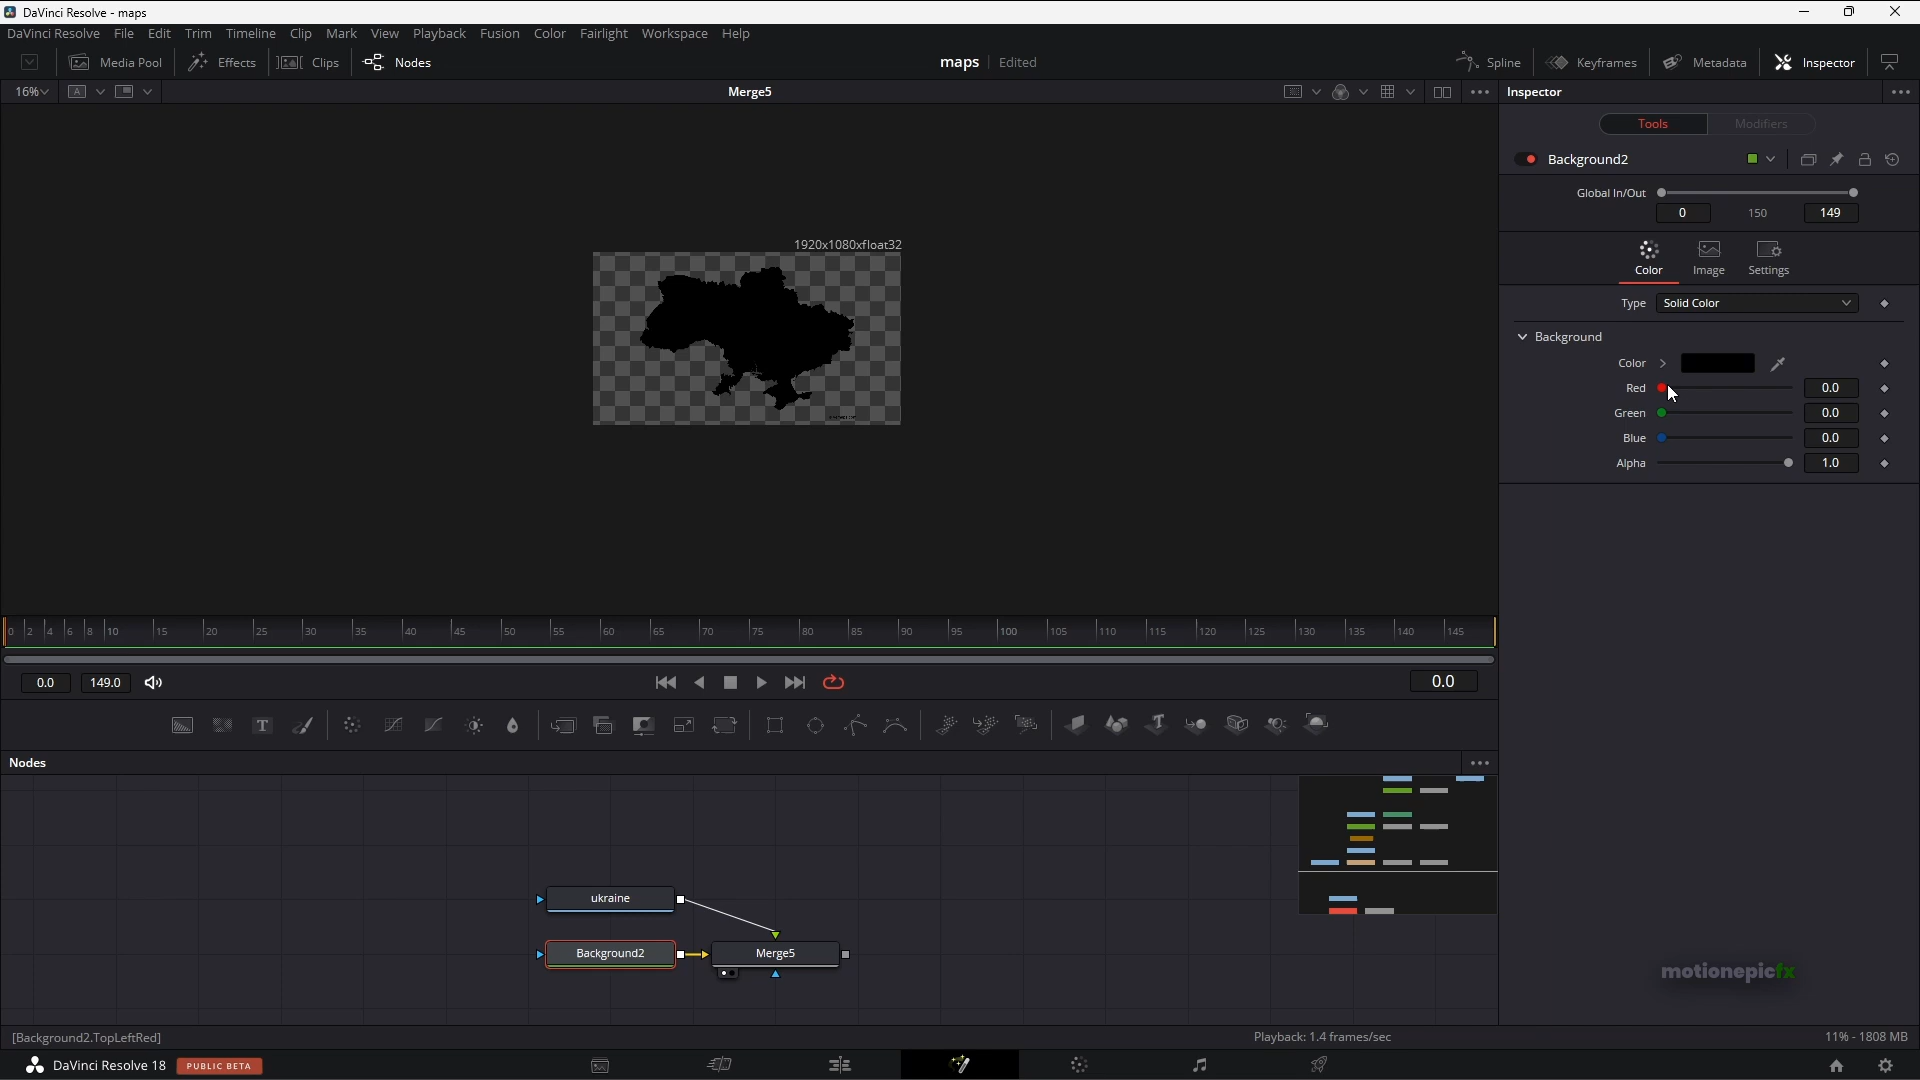 DaVinci Resolve - maps
DaVinci Resolve File Edit Trim Timeline Clip Mark View Playback Fusion Color Fairlight Workspace Help
Media Pool Effects Clips Nodes maps Edited Spline Keyframes Metadata Inspector
16% A Merge5 Inspector
Tools Modifiers
Background2
Global In/Out
0 150 149
1920x1080xfloat32
Color Image Settings
Type Solid Color
Background
Color
Red 0.0
Green 0.0
Blue 0.0
Alpha 1.0
0 2 4 6 8 10 15 20 25 30 35 40 45 50 55 60 65 70 75 80 85 90 95 100 105 110 115 120 125 130 135 140 145
0.0 149.0 0.0
T
Nodes
ukraine
Background2 Merge5
motionepicfx
[Background2.TopLeftRed] Playback: 1.4 frames/sec 11% - 1808 MB
DaVinci Resolve 18 PUBLIC BETA